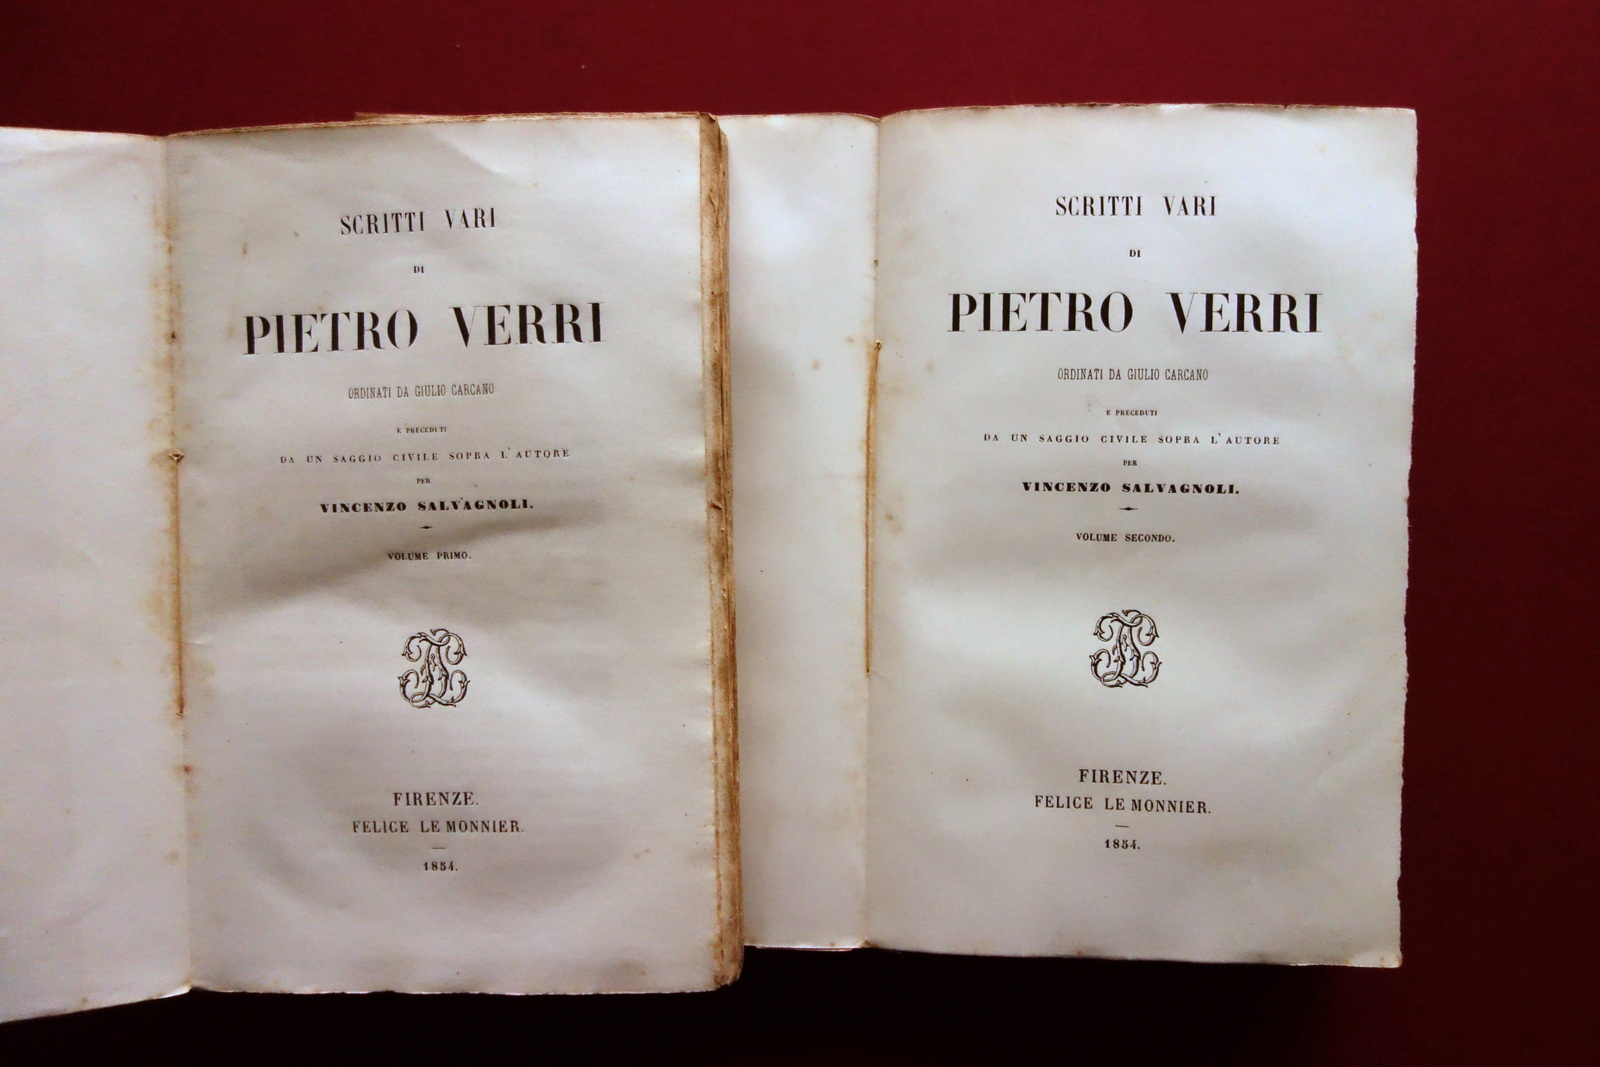 SCRITTI VARI
DI
PIETRO VERRI
ORDINATI DA GIULIO CARCANO
E PRECEDUTI
DA UN SAGGIO CIVILE SOPRA L'AUTORE
PER
VINCENZO SALVAGNOLI.
VOLUME PRIMO.
FIRENZE.
FELICE LE MONNIER.
1854.
SCRITTI VARI
DI
PIETRO VERRI
ORDINATI DA GIULIO CARCANO
E PRECEDUTI
DA UN SAGGIO CIVILE SOPRA L'AUTORE
PER
VINCENZO SALVAGNOLI.
VOLUME SECONDO.
FIRENZE.
FELICE LE MONNIER.
1854.